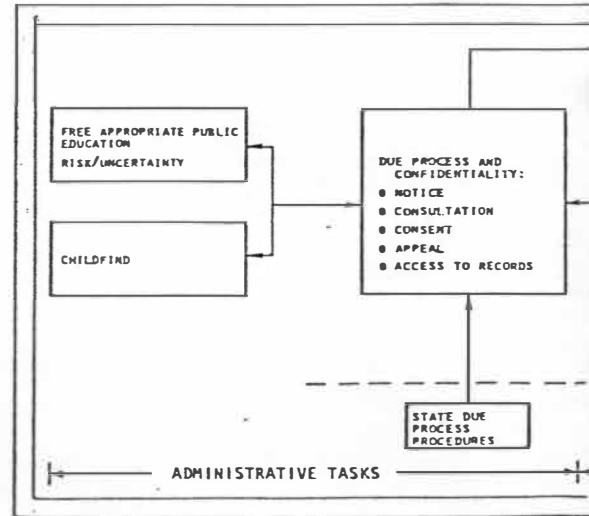 FREE APPROPRIATE PUBLIC
EDUCATION
RISK/UNCERTAINTY
CHILDFIND
DUE PROCESS AND
CONFIDENTIALITY:
● NOTICE
● CONSULTATION
● CONSENT
● APPEAL
● ACCESS TO RECORDS
STATE DUE
PROCESS
PROCEDURES
ADMINISTRATIVE TASKS